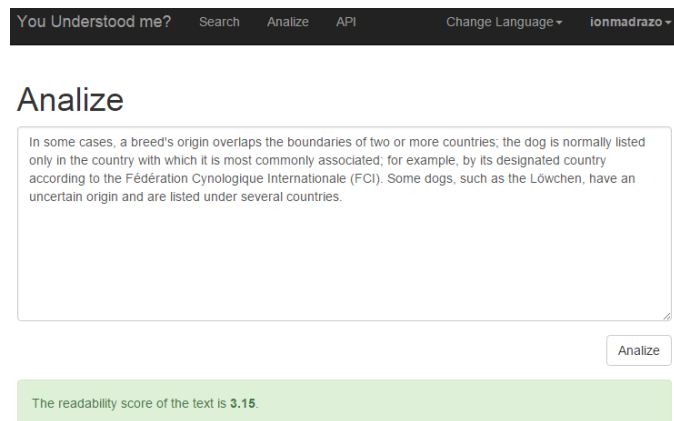 You Understood me? Search Analize API Change Language ionmadrazo
Analize
In some cases, a breed's origin overlaps the boundaries of two or more countries; the dog is normally listed
only in the country with which it is most commonly associated; for example, by its designated country
according to the Fédération Cynologique Internationale (FCI). Some dogs, such as the Löwchen, have an
uncertain origin and are listed under several countries.
Analize
The readability score of the text is 3.15.